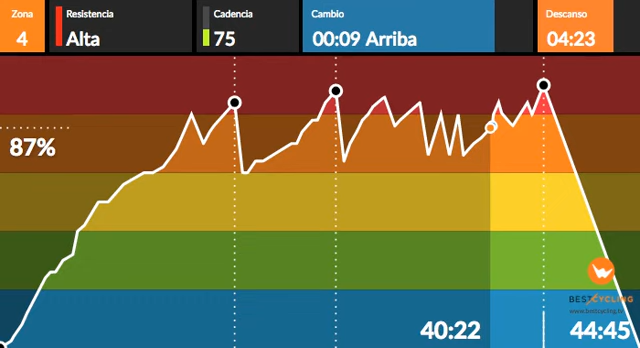 Zona
4
Resistencia
Alta
Cadencia
75
Cambio
00:09 Arriba
Descanso
04:23
87%
BESTCYCLING
www.bestcycling.tv
40:22
44:45